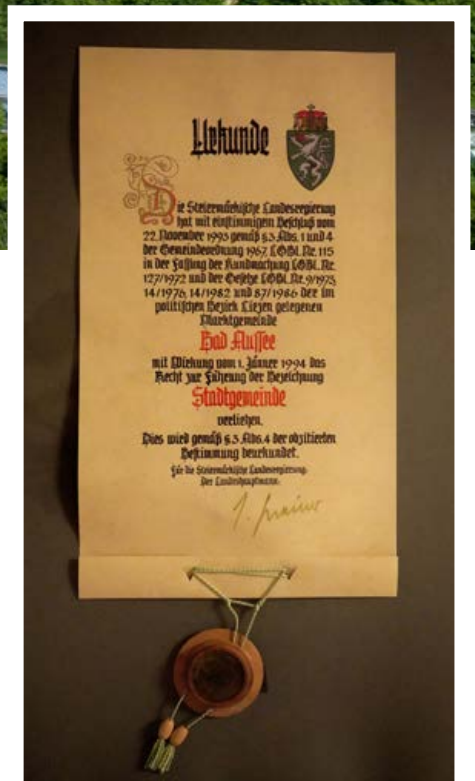 Urkunde
Die Steiermärkische Landesregierung
hat mit einstimmigem Beschluß vom
22. November 1993 gemäß § 3 Abs. 1 und 4
der Gemeindeordnung 1967, LGBl. Nr. 115
in der Fassung der Kundmachung LGBl. Nr.
127/1972 und der Gesetze LGBl. Nr. 9/1973,
14/1976, 14/1982 und 87/1986 der im
politischen Bezirk Liezen gelegenen
Marktgemeinde
Bad Aussee
mit Wirkung vom 1. Jänner 1994 das
Recht zur Führung der Bezeichnung
Stadtgemeinde
verliehen.
Dies wird gemäß § 3 Abs. 4 der obzitierten
Bestimmung beurkundet.
Für die Steiermärkische Landesregierung:
Der Landeshauptmann: